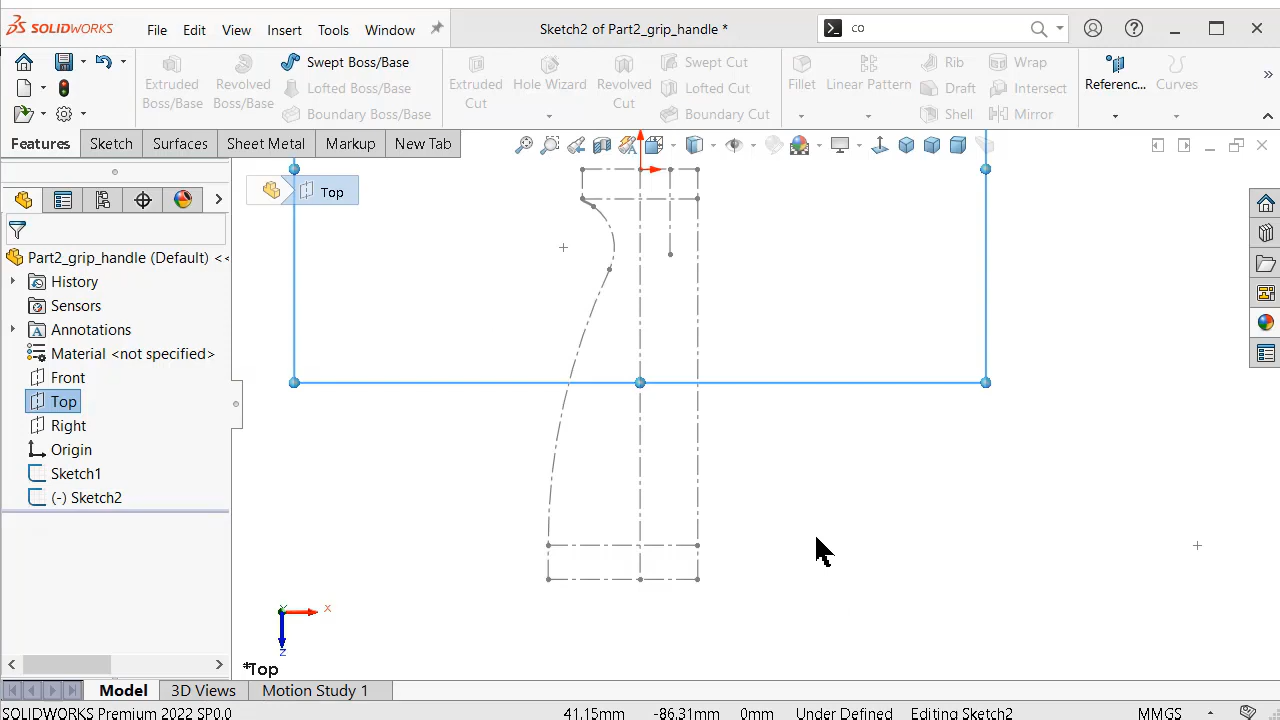 SOLIDWORKS File Edit View Insert Tools Window Sketch2 of Part2_grip_handle * co
Extruded Boss/Base
Revolved Boss/Base
Swept Boss/Base
Lofted Boss/Base
Boundary Boss/Base
Extruded Cut
Hole Wizard
Revolved Cut
Swept Cut
Lofted Cut
Boundary Cut
Fillet
Linear Pattern
Rib
Draft
Shell
Wrap
Intersect
Mirror
Referenc...
Curves
Features Sketch Surfaces Sheet Metal Markup New Tab
Top
Part2_grip_handle (Default) <<
History
Sensors
Annotations
Material <not specified>
Front
Top
Right
Origin
Sketch1
(-) Sketch2
Y
X
Z
*Top
Model 3D Views Motion Study 1
SOLIDWORKS Premium 2022 SP0.0 41.15mm -86.31mm 0mm Under Defined Editing Sketch2 MMGS